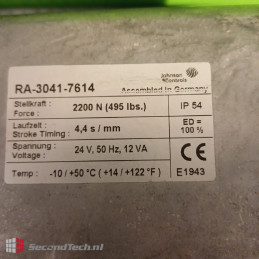 Johnson Controls
RA-3041-7614
Assembled in Germany
Stellkraft :
Force :
2200 N (495 lbs.)
IP 54
Laufzeit :
Stroke Timing :
4,4 s / mm
ED =
100 %
Spannung :
Voltage :
24 V, 50 Hz, 12 VA
CE
Temp : -10 / +50 °C ( +14 / +122 °F )
E1943
SecondTech.nl